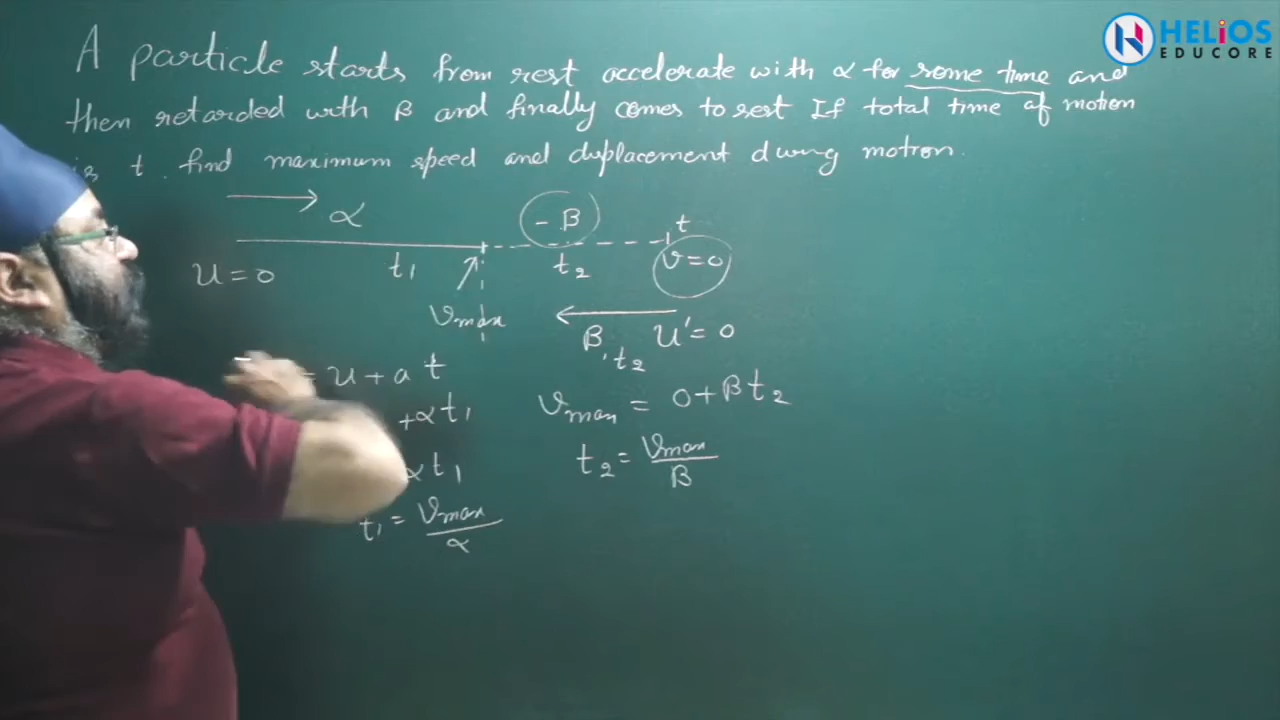 HELiOS
EDUCORE
A particle starts from rest accelerate with α for some time and
then retarded with β and finally comes to rest If total time of motion
is t. find maximum speed and displacement during motion.
α
- β
t
u = 0
t₁
t₂
v = 0
vmax
β, t₂
u' = 0
= u + a t
+αt₁
αt₁
t₁ = vmax/α
vmax = 0 + βt₂
t₂ = vmax/β